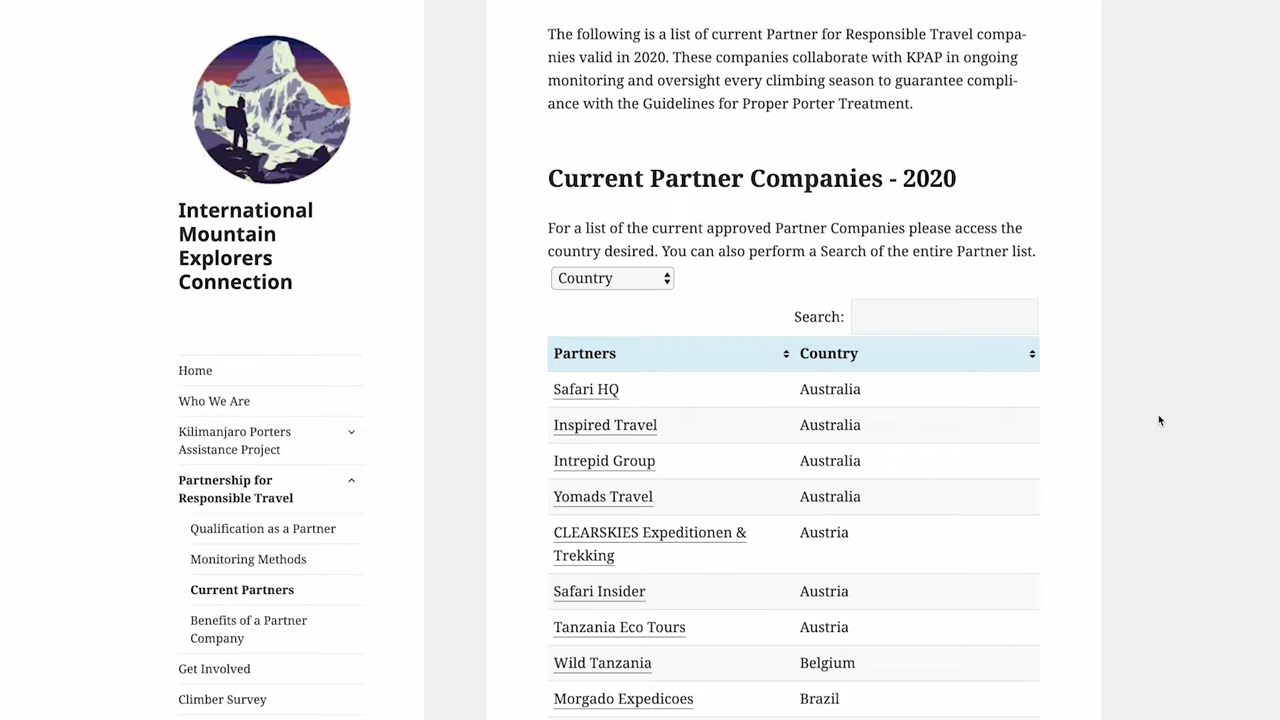 International
Mountain
Explorers
Connection
Home
Who We Are
Kilimanjaro Porters
Assistance Project
Partnership for
Responsible Travel
Qualification as a Partner
Monitoring Methods
Current Partners
Benefits of a Partner
Company
Get Involved
Climber Survey
The following is a list of current Partner for Responsible Travel compa-
nies valid in 2020. These companies collaborate with KPAP in ongoing
monitoring and oversight every climbing season to guarantee compli-
ance with the Guidelines for Proper Porter Treatment.
Current Partner Companies - 2020
For a list of the current approved Partner Companies please access the
country desired. You can also perform a Search of the entire Partner list.
Country
Search:
Partners Country
Safari HQ Australia
Inspired Travel Australia
Intrepid Group Australia
Yomads Travel Australia
CLEARSKIES Expeditionen & Austria
Trekking
Safari Insider Austria
Tanzania Eco Tours Austria
Wild Tanzania Belgium
Morgado Expedicoes Brazil